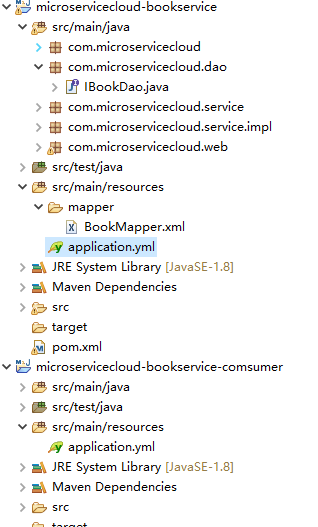 microservicecloud-bookservice
src/main/java
com.microservicecloud
com.microservicecloud.dao
IBookDao.java
com.microservicecloud.service
com.microservicecloud.service.impl
com.microservicecloud.web
src/test/java
src/main/resources
mapper
BookMapper.xml
application.yml
JRE System Library [JavaSE-1.8]
Maven Dependencies
src
target
pom.xml
microservicecloud-bookservice-comsumer
src/main/java
src/test/java
src/main/resources
application.yml
JRE System Library [JavaSE-1.8]
Maven Dependencies
src
target